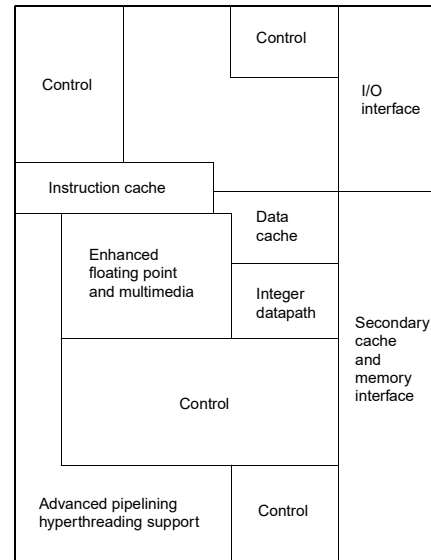 Control
Control
I/O
interface
Instruction cache
Data
cache
Enhanced
floating point
and multimedia
Integer
datapath
Secondary
cache
and
memory
interface
Control
Advanced pipelining
hyperthreading support
Control